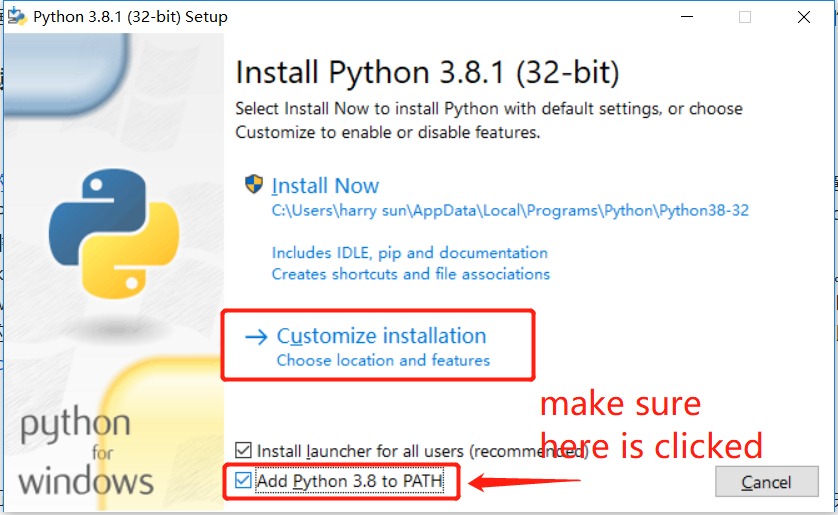 Python 3.8.1 (32-bit) Setup
Install Python 3.8.1 (32-bit)
Select Install Now to install Python with default settings, or choose
Customize to enable or disable features.
Install Now
C:\Users\harry sun\AppData\Local\Programs\Python\Python38-32
Includes IDLE, pip and documentation
Creates shortcuts and file associations
Customize installation
Choose location and features
make sure
here is clicked
Install launcher for all users (recommended)
Add Python 3.8 to PATH
python
for
windows
Cancel